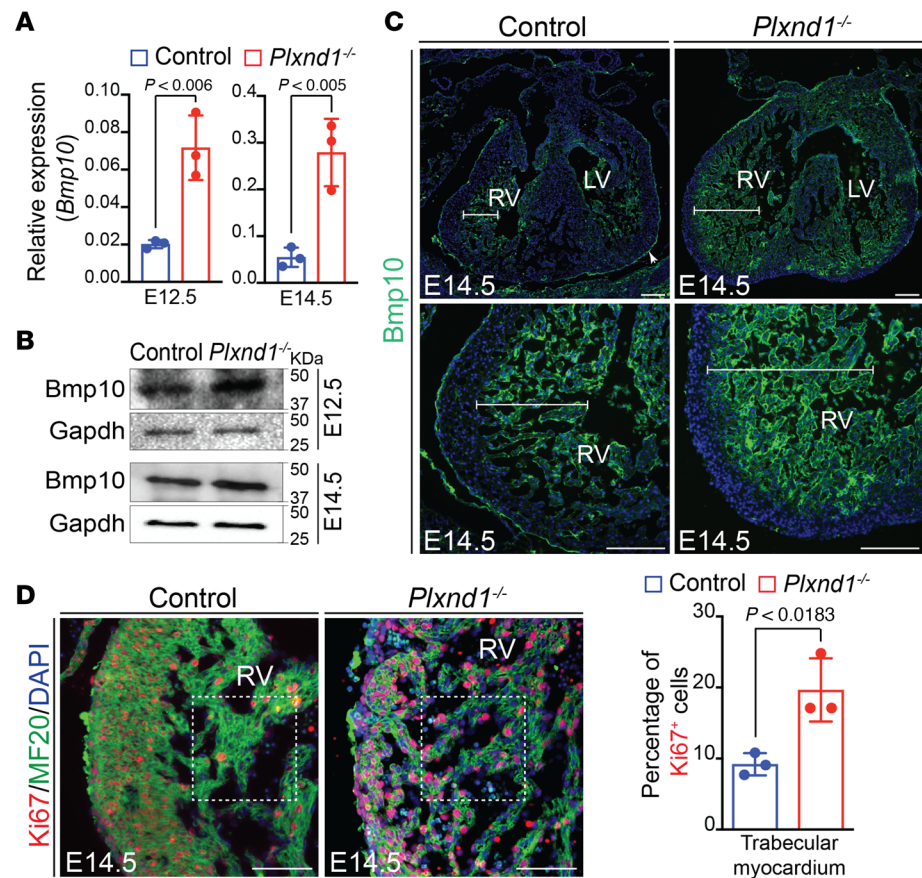 A
Control Plxnd1-/-
P < 0.006
P < 0.005
Relative expression
(Bmp10)
0.10
0.08
0.06
0.04
0.02
0.00
E12.5
0.4
0.3
0.2
0.1
0.0
E14.5
B
Control Plxnd1-/- KDa
Bmp10
50
37
Gapdh
50
25
E12.5
Bmp10
50
37
Gapdh
50
25
E14.5
C
Control
Plxnd1-/-
Bmp10
RV
LV
E14.5
RV
LV
E14.5
RV
E14.5
RV
E14.5
D
Control
Plxnd1-/-
Ki67/MF20/DAPI
RV
E14.5
RV
E14.5
Control Plxnd1-/-
P < 0.0183
Percentage of
Ki67+ cells
30
20
10
0
Trabecular
myocardium